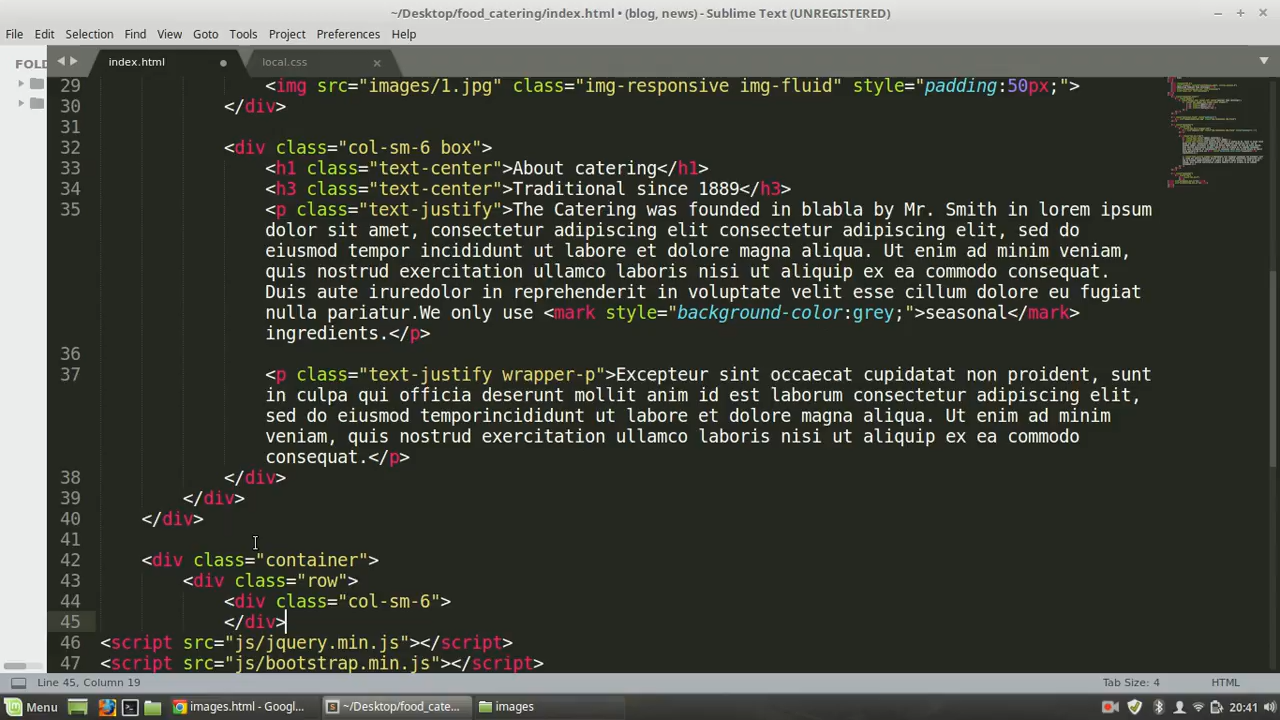 ~/Desktop/food_catering/index.html • (blog, news) - Sublime Text (UNREGISTERED)
File Edit Selection Find View Goto Tools Project Preferences Help
FOLD
index.html
local.css
29 <img src="images/1.jpg" class="img-responsive img-fluid" style="padding:50px;">
30 </div>
31
32 <div class="col-sm-6 box">
33 <h1 class="text-center">About catering</h1>
34 <h3 class="text-center">Traditional since 1889</h3>
35 <p class="text-justify">The Catering was founded in blabla by Mr. Smith in lorem ipsum
dolor sit amet, consectetur adipiscing elit consectetur adipiscing elit, sed do
eiusmod tempor incididunt ut labore et dolore magna aliqua. Ut enim ad minim veniam,
quis nostrud exercitation ullamco laboris nisi ut aliquip ex ea commodo consequat.
Duis aute iruredolor in reprehenderit in voluptate velit esse cillum dolore eu fugiat
nulla pariatur.We only use <mark style="background-color:grey;">seasonal</mark>
ingredients.</p>
36
37 <p class="text-justify wrapper-p">Excepteur sint occaecat cupidatat non proident, sunt
in culpa qui officia deserunt mollit anim id est laborum consectetur adipiscing elit,
sed do eiusmod temporincididunt ut labore et dolore magna aliqua. Ut enim ad minim
veniam, quis nostrud exercitation ullamco laboris nisi ut aliquip ex ea commodo
consequat.</p>
38 </div>
39 </div>
40 </div>
41
42 <div class="container">
43 <div class="row">
44 <div class="col-sm-6">
45 </div>
46 <script src="js/jquery.min.js"></script>
47 <script src="js/bootstrap.min.js"></script>
Line 45, Column 19
Tab Size: 4
HTML
Menu
images.html - Googl...
~/Desktop/food_cate...
images
20:41